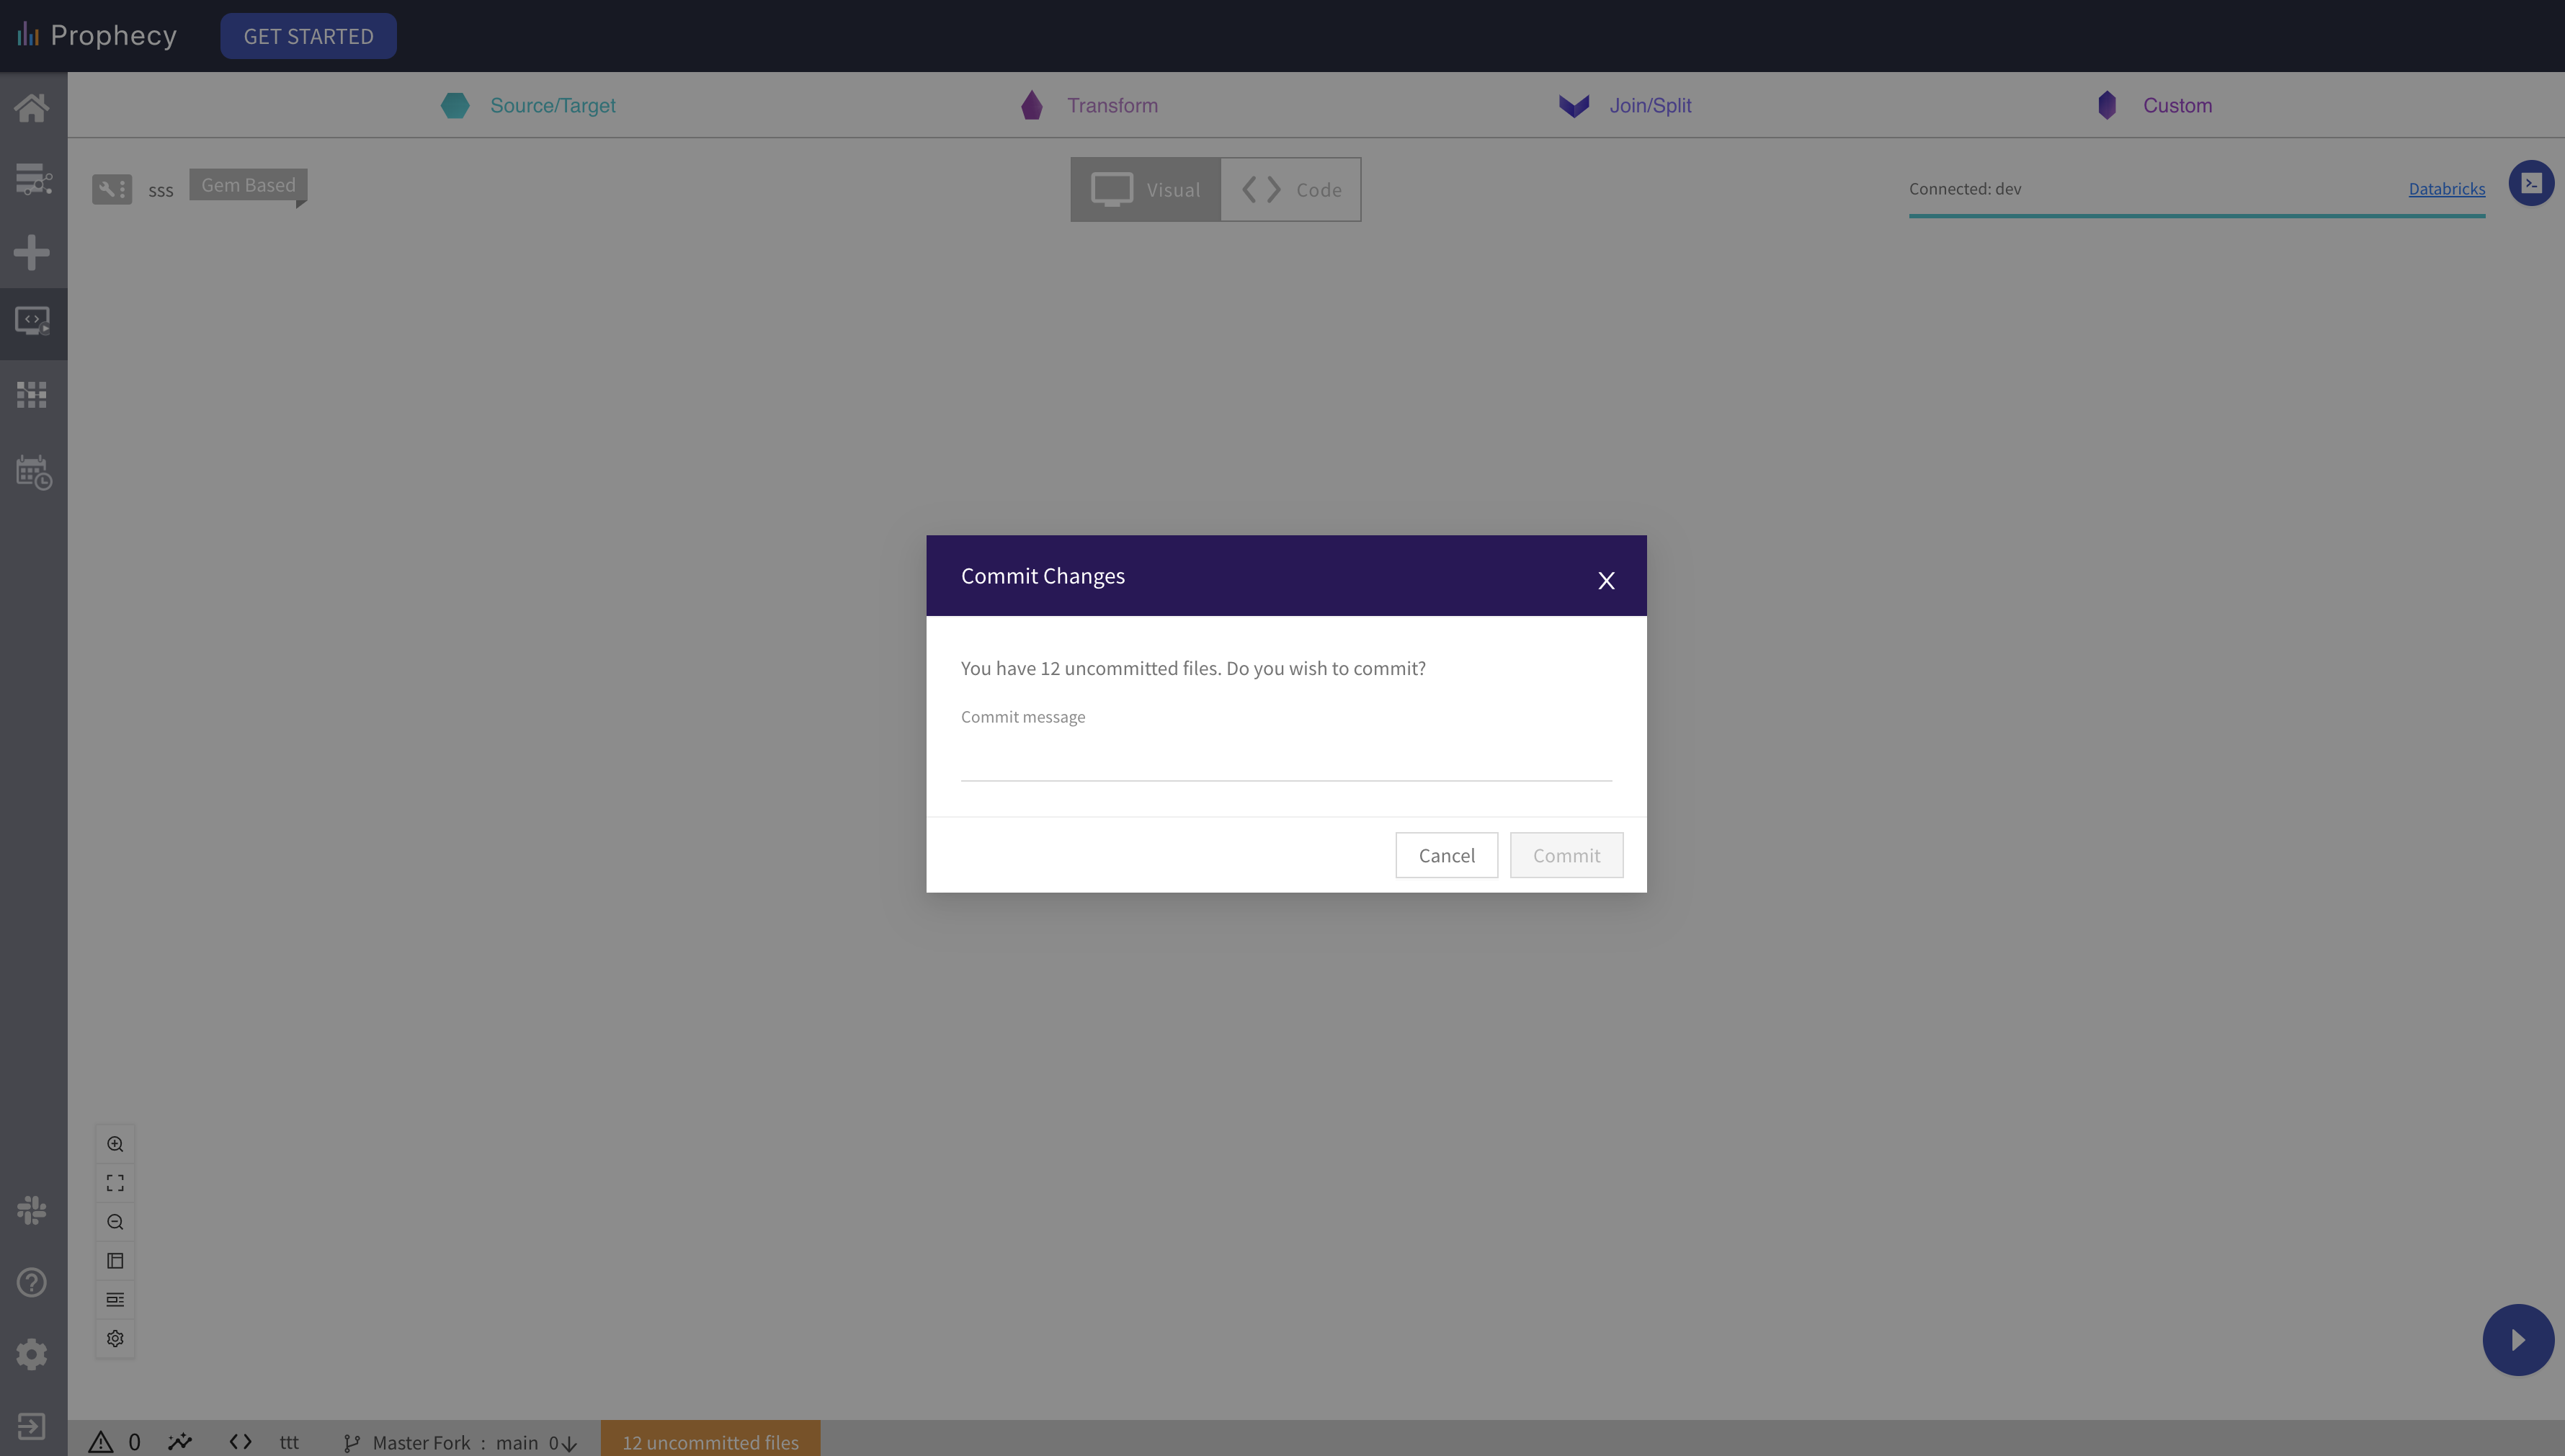 Prophecy
GET STARTED
Source/Target
Transform
Join/Split
Custom
sss
Gem Based
Visual
Code
Connected: dev
Databricks
Commit Changes
X
You have 12 uncommitted files. Do you wish to commit?
Commit message
Cancel
Commit
0
ttt
Master Fork : main 0↓
12 uncommitted files